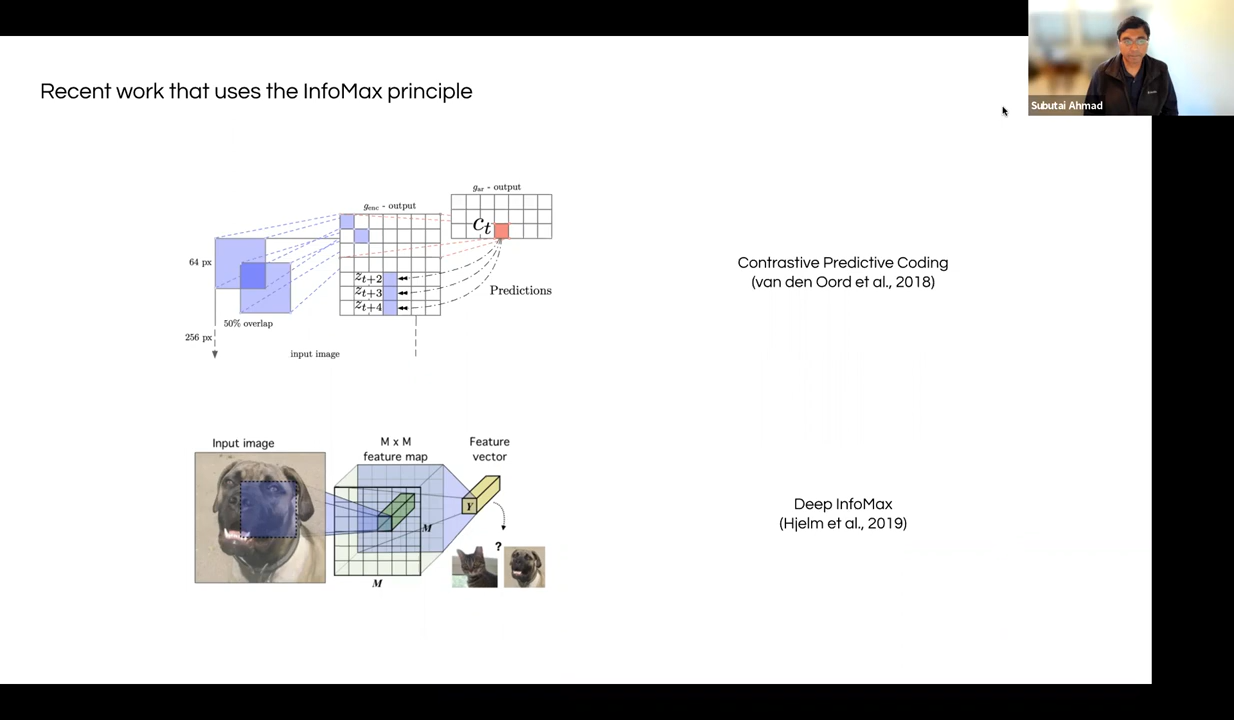 Recent work that uses the InfoMax principle
Subutai Ahmad
g_ar - output
g_enc - output
c_t
64 px
z_t+2
z_t+3
z_t+4
Predictions
50% overlap
256 px
input image
Contrastive Predictive Coding
(van den Oord et al., 2018)
Input image
M x M
feature map
Feature
vector
Y
M
?
M
Deep InfoMax
(Hjelm et al., 2019)